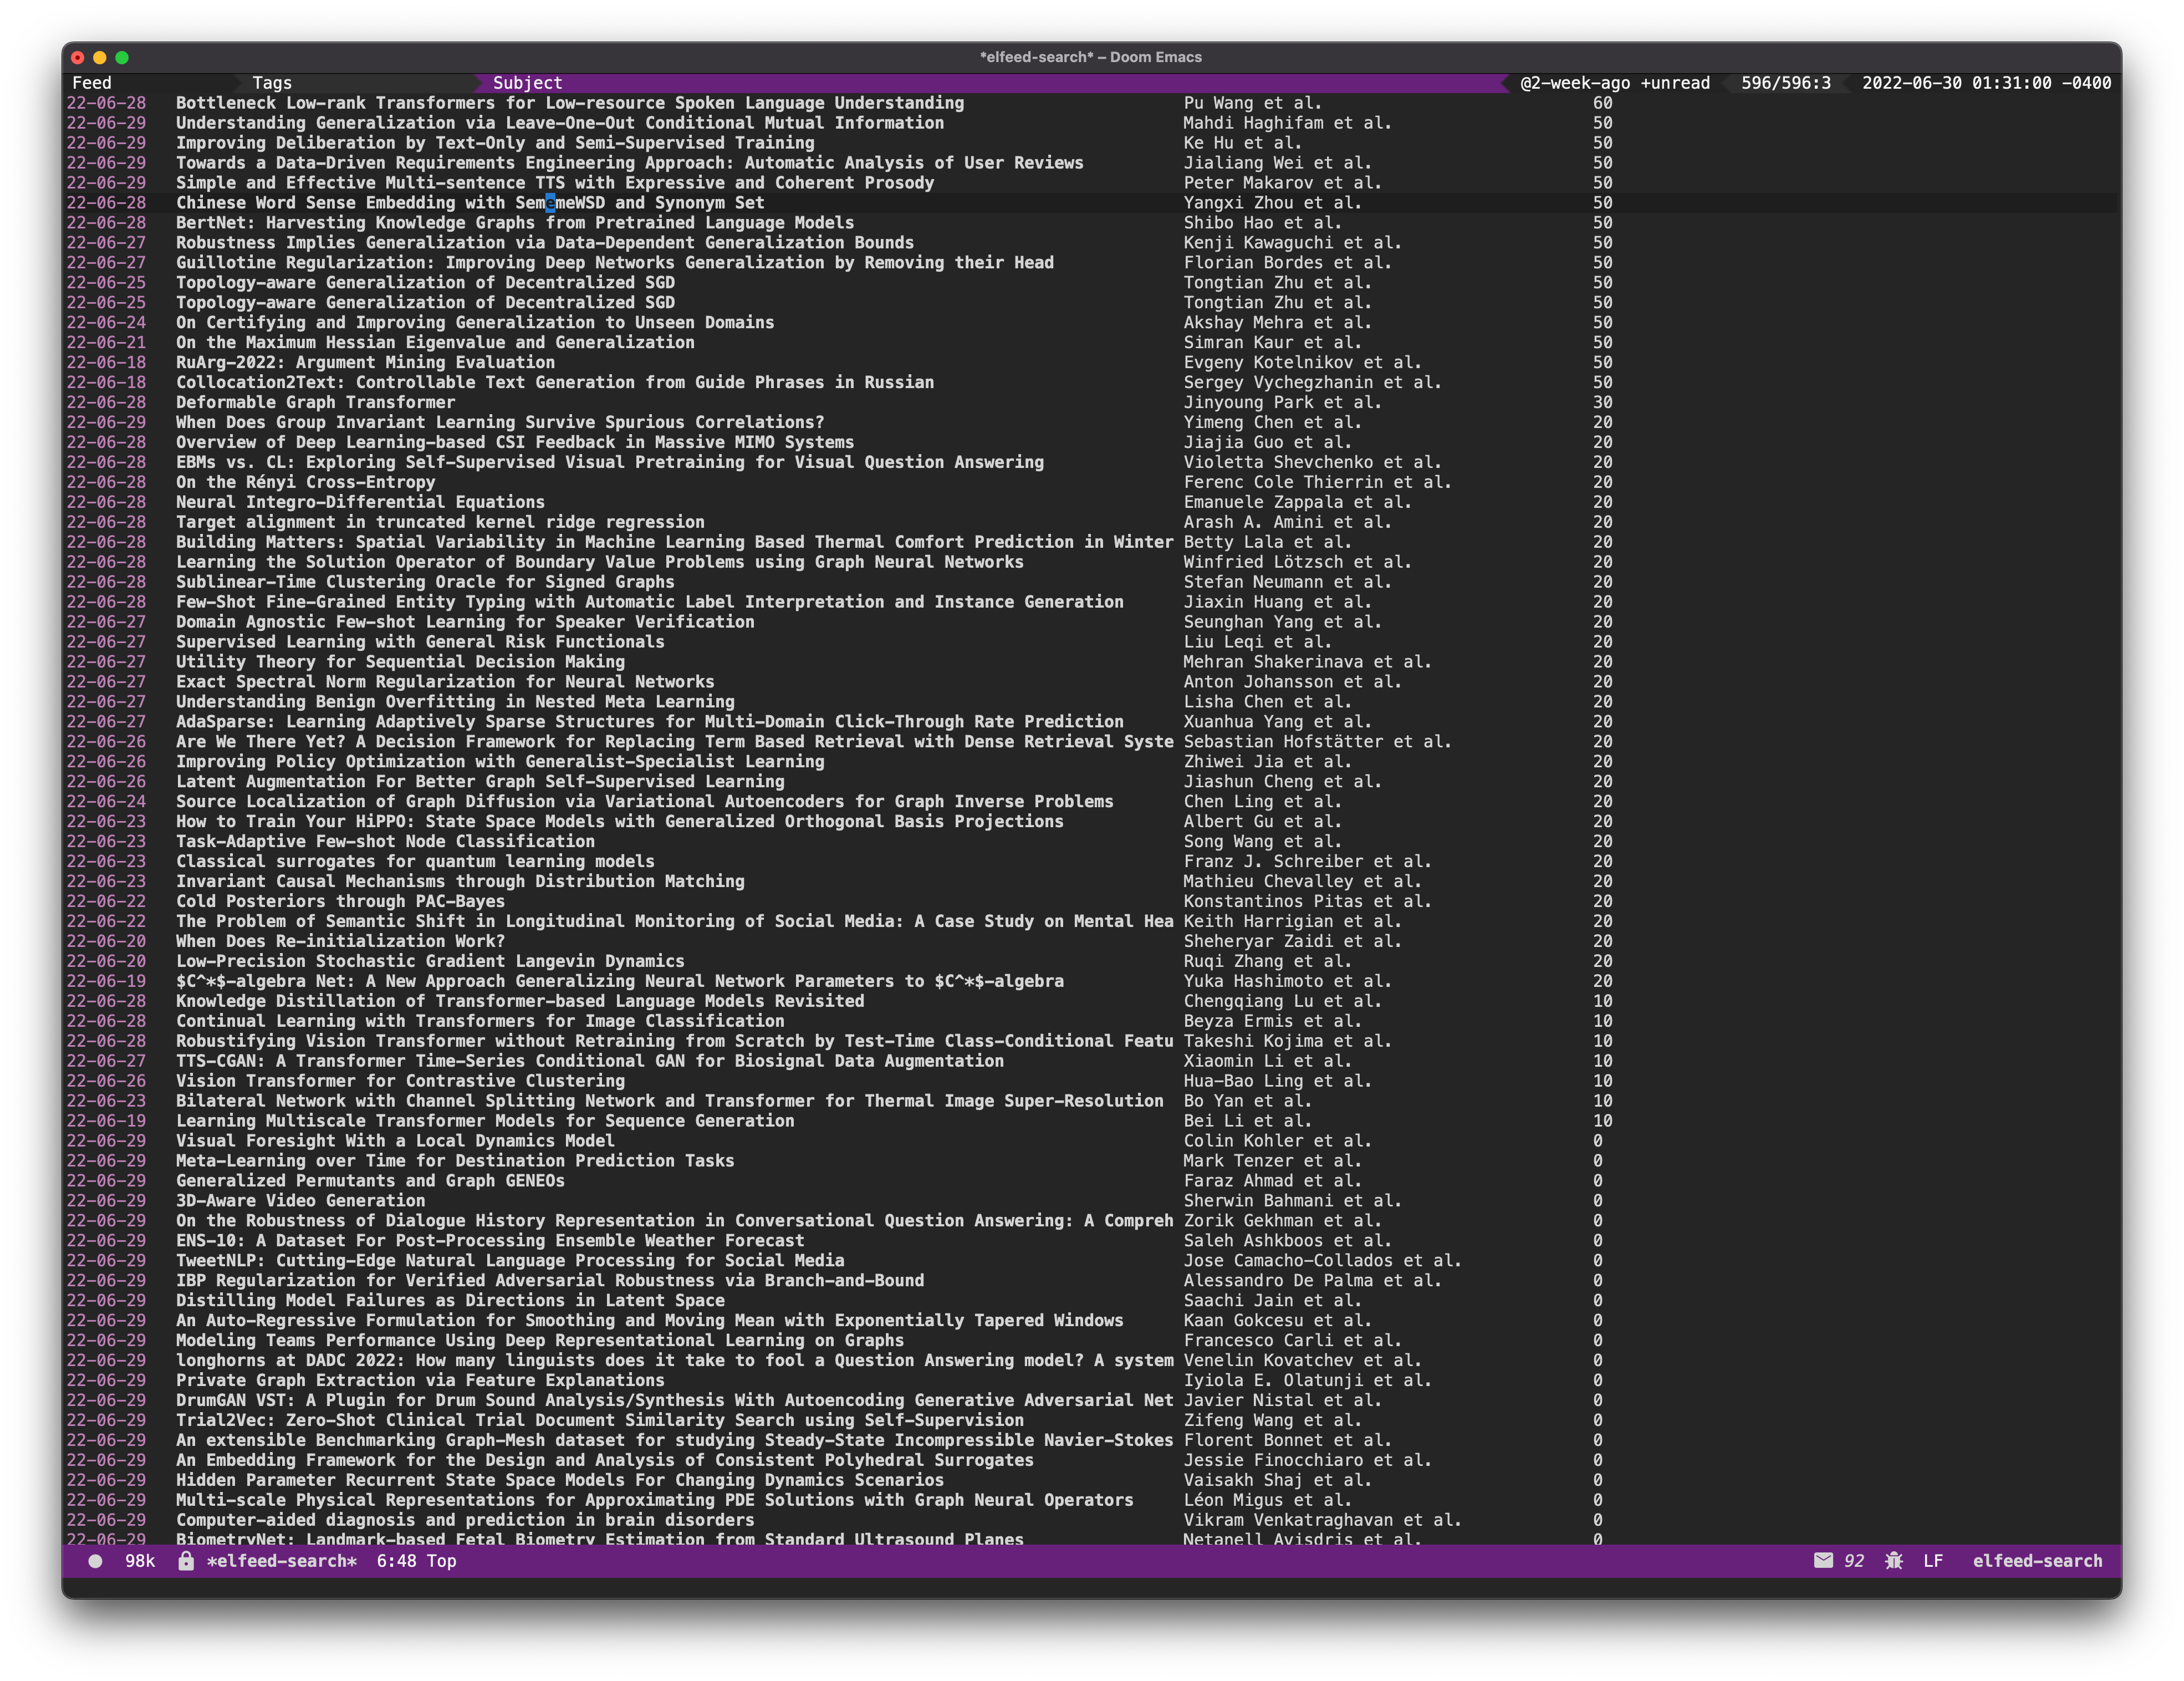 *elfeed-search* – Doom Emacs
Feed Tags Subject @2-week-ago +unread 596/596:3 2022-06-30 01:31:00 -0400
22-06-28 Bottleneck Low-rank Transformers for Low-resource Spoken Language Understanding Pu Wang et al. 60
22-06-29 Understanding Generalization via Leave-One-Out Conditional Mutual Information Mahdi Haghifam et al. 50
22-06-29 Improving Deliberation by Text-Only and Semi-Supervised Training Ke Hu et al. 50
22-06-29 Towards a Data-Driven Requirements Engineering Approach: Automatic Analysis of User Reviews Jialiang Wei et al. 50
22-06-29 Simple and Effective Multi-sentence TTS with Expressive and Coherent Prosody Peter Makarov et al. 50
22-06-28 Chinese Word Sense Embedding with SememeWSD and Synonym Set Yangxi Zhou et al. 50
22-06-28 BertNet: Harvesting Knowledge Graphs from Pretrained Language Models Shibo Hao et al. 50
22-06-27 Robustness Implies Generalization via Data-Dependent Generalization Bounds Kenji Kawaguchi et al. 50
22-06-27 Guillotine Regularization: Improving Deep Networks Generalization by Removing their Head Florian Bordes et al. 50
22-06-25 Topology-aware Generalization of Decentralized SGD Tongtian Zhu et al. 50
22-06-25 Topology-aware Generalization of Decentralized SGD Tongtian Zhu et al. 50
22-06-24 On Certifying and Improving Generalization to Unseen Domains Akshay Mehra et al. 50
22-06-21 On the Maximum Hessian Eigenvalue and Generalization Simran Kaur et al. 50
22-06-18 RuArg-2022: Argument Mining Evaluation Evgeny Kotelnikov et al. 50
22-06-18 Collocation2Text: Controllable Text Generation from Guide Phrases in Russian Sergey Vychegzhanin et al. 50
22-06-28 Deformable Graph Transformer Jinyoung Park et al. 30
22-06-29 When Does Group Invariant Learning Survive Spurious Correlations? Yimeng Chen et al. 20
22-06-28 Overview of Deep Learning-based CSI Feedback in Massive MIMO Systems Jiajia Guo et al. 20
22-06-28 EBMs vs. CL: Exploring Self-Supervised Visual Pretraining for Visual Question Answering Violetta Shevchenko et al. 20
22-06-28 On the Rényi Cross-Entropy Ferenc Cole Thierrin et al. 20
22-06-28 Neural Integro-Differential Equations Emanuele Zappala et al. 20
22-06-28 Target alignment in truncated kernel ridge regression Arash A. Amini et al. 20
22-06-28 Building Matters: Spatial Variability in Machine Learning Based Thermal Comfort Prediction in Winter Betty Lala et al. 20
22-06-28 Learning the Solution Operator of Boundary Value Problems using Graph Neural Networks Winfried Lötzsch et al. 20
22-06-28 Sublinear-Time Clustering Oracle for Signed Graphs Stefan Neumann et al. 20
22-06-28 Few-Shot Fine-Grained Entity Typing with Automatic Label Interpretation and Instance Generation Jiaxin Huang et al. 20
22-06-27 Domain Agnostic Few-shot Learning for Speaker Verification Seunghan Yang et al. 20
22-06-27 Supervised Learning with General Risk Functionals Liu Leqi et al. 20
22-06-27 Utility Theory for Sequential Decision Making Mehran Shakerinava et al. 20
22-06-27 Exact Spectral Norm Regularization for Neural Networks Anton Johansson et al. 20
22-06-27 Understanding Benign Overfitting in Nested Meta Learning Lisha Chen et al. 20
22-06-27 AdaSparse: Learning Adaptively Sparse Structures for Multi-Domain Click-Through Rate Prediction Xuanhua Yang et al. 20
22-06-26 Are We There Yet? A Decision Framework for Replacing Term Based Retrieval with Dense Retrieval Syste Sebastian Hofstätter et al. 20
22-06-26 Improving Policy Optimization with Generalist-Specialist Learning Zhiwei Jia et al. 20
22-06-26 Latent Augmentation For Better Graph Self-Supervised Learning Jiashun Cheng et al. 20
22-06-24 Source Localization of Graph Diffusion via Variational Autoencoders for Graph Inverse Problems Chen Ling et al. 20
22-06-23 How to Train Your HiPPO: State Space Models with Generalized Orthogonal Basis Projections Albert Gu et al. 20
22-06-23 Task-Adaptive Few-shot Node Classification Song Wang et al. 20
22-06-23 Classical surrogates for quantum learning models Franz J. Schreiber et al. 20
22-06-23 Invariant Causal Mechanisms through Distribution Matching Mathieu Chevalley et al. 20
22-06-22 Cold Posteriors through PAC-Bayes Konstantinos Pitas et al. 20
22-06-22 The Problem of Semantic Shift in Longitudinal Monitoring of Social Media: A Case Study on Mental Hea Keith Harrigian et al. 20
22-06-20 When Does Re-initialization Work? Sheheryar Zaidi et al. 20
22-06-20 Low-Precision Stochastic Gradient Langevin Dynamics Ruqi Zhang et al. 20
22-06-19 $C^*$-algebra Net: A New Approach Generalizing Neural Network Parameters to $C^*$-algebra Yuka Hashimoto et al. 20
22-06-28 Knowledge Distillation of Transformer-based Language Models Revisited Chengqiang Lu et al. 10
22-06-28 Continual Learning with Transformers for Image Classification Beyza Ermis et al. 10
22-06-28 Robustifying Vision Transformer without Retraining from Scratch by Test-Time Class-Conditional Featu Takeshi Kojima et al. 10
22-06-27 TTS-CGAN: A Transformer Time-Series Conditional GAN for Biosignal Data Augmentation Xiaomin Li et al. 10
22-06-26 Vision Transformer for Contrastive Clustering Hua-Bao Ling et al. 10
22-06-23 Bilateral Network with Channel Splitting Network and Transformer for Thermal Image Super-Resolution Bo Yan et al. 10
22-06-19 Learning Multiscale Transformer Models for Sequence Generation Bei Li et al. 10
22-06-29 Visual Foresight With a Local Dynamics Model Colin Kohler et al. 0
22-06-29 Meta-Learning over Time for Destination Prediction Tasks Mark Tenzer et al. 0
22-06-29 Generalized Permutants and Graph GENEOs Faraz Ahmad et al. 0
22-06-29 3D-Aware Video Generation Sherwin Bahmani et al. 0
22-06-29 On the Robustness of Dialogue History Representation in Conversational Question Answering: A Compreh Zorik Gekhman et al. 0
22-06-29 ENS-10: A Dataset For Post-Processing Ensemble Weather Forecast Saleh Ashkboos et al. 0
22-06-29 TweetNLP: Cutting-Edge Natural Language Processing for Social Media Jose Camacho-Collados et al. 0
22-06-29 IBP Regularization for Verified Adversarial Robustness via Branch-and-Bound Alessandro De Palma et al. 0
22-06-29 Distilling Model Failures as Directions in Latent Space Saachi Jain et al. 0
22-06-29 An Auto-Regressive Formulation for Smoothing and Moving Mean with Exponentially Tapered Windows Kaan Gokcesu et al. 0
22-06-29 Modeling Teams Performance Using Deep Representational Learning on Graphs Francesco Carli et al. 0
22-06-29 longhorns at DADC 2022: How many linguists does it take to fool a Question Answering model? A system Venelin Kovatchev et al. 0
22-06-29 Private Graph Extraction via Feature Explanations Iyiola E. Olatunji et al. 0
22-06-29 DrumGAN VST: A Plugin for Drum Sound Analysis/Synthesis With Autoencoding Generative Adversarial Net Javier Nistal et al. 0
22-06-29 Trial2Vec: Zero-Shot Clinical Trial Document Similarity Search using Self-Supervision Zifeng Wang et al. 0
22-06-29 An extensible Benchmarking Graph-Mesh dataset for studying Steady-State Incompressible Navier-Stokes Florent Bonnet et al. 0
22-06-29 An Embedding Framework for the Design and Analysis of Consistent Polyhedral Surrogates Jessie Finocchiaro et al. 0
22-06-29 Hidden Parameter Recurrent State Space Models For Changing Dynamics Scenarios Vaisakh Shaj et al. 0
22-06-29 Multi-scale Physical Representations for Approximating PDE Solutions with Graph Neural Operators Léon Migus et al. 0
22-06-29 Computer-aided diagnosis and prediction in brain disorders Vikram Venkatraghavan et al. 0
22-06-29 BiometryNet: Landmark-based Fetal Biometry Estimation from Standard Ultrasound Planes Netanell Avisdris et al. 0
98k *elfeed-search* 6:48 Top 92 LF elfeed-search